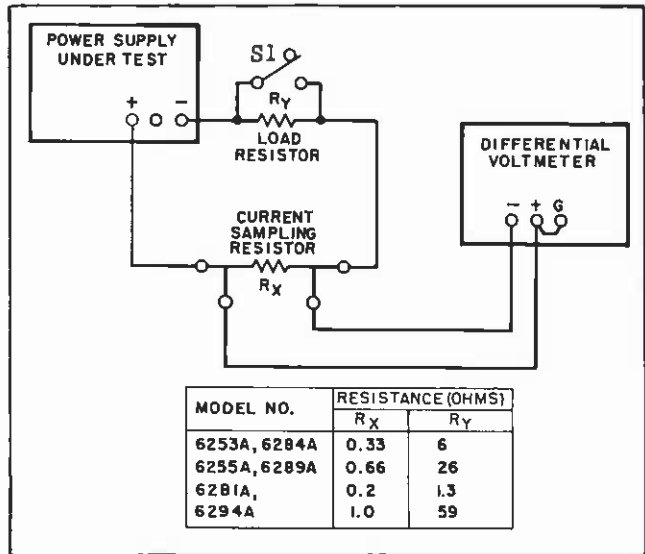 POWER SUPPLY
UNDER TEST
+ -
S1
RY
LOAD
RESISTOR
DIFFERENTIAL
VOLTMETER
- + G
CURRENT
SAMPLING
RESISTOR
RX
MODEL NO. RESISTANCE (OHMS)
RX RY
6253A, 6284A 0.33 6
6255A, 6289A 0.66 26
6281A, 0.2 1.3
6294A 1.0 59